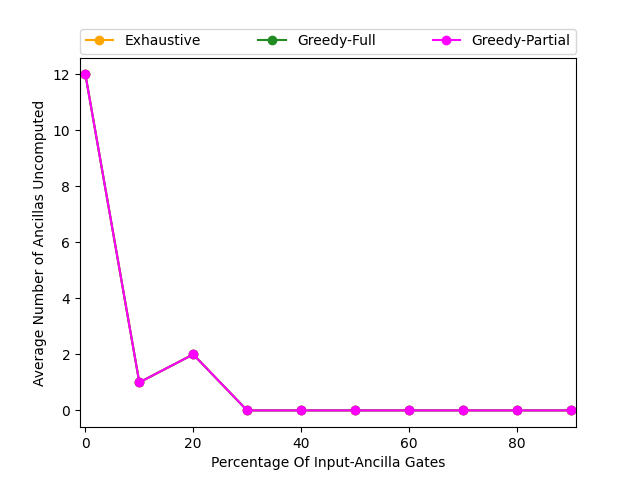 Exhaustive Greedy-Full Greedy-Partial
12
10
8
6
4
2
0
Average Number of Ancillas Uncomputed
0 20 40 60 80
Percentage Of Input-Ancilla Gates